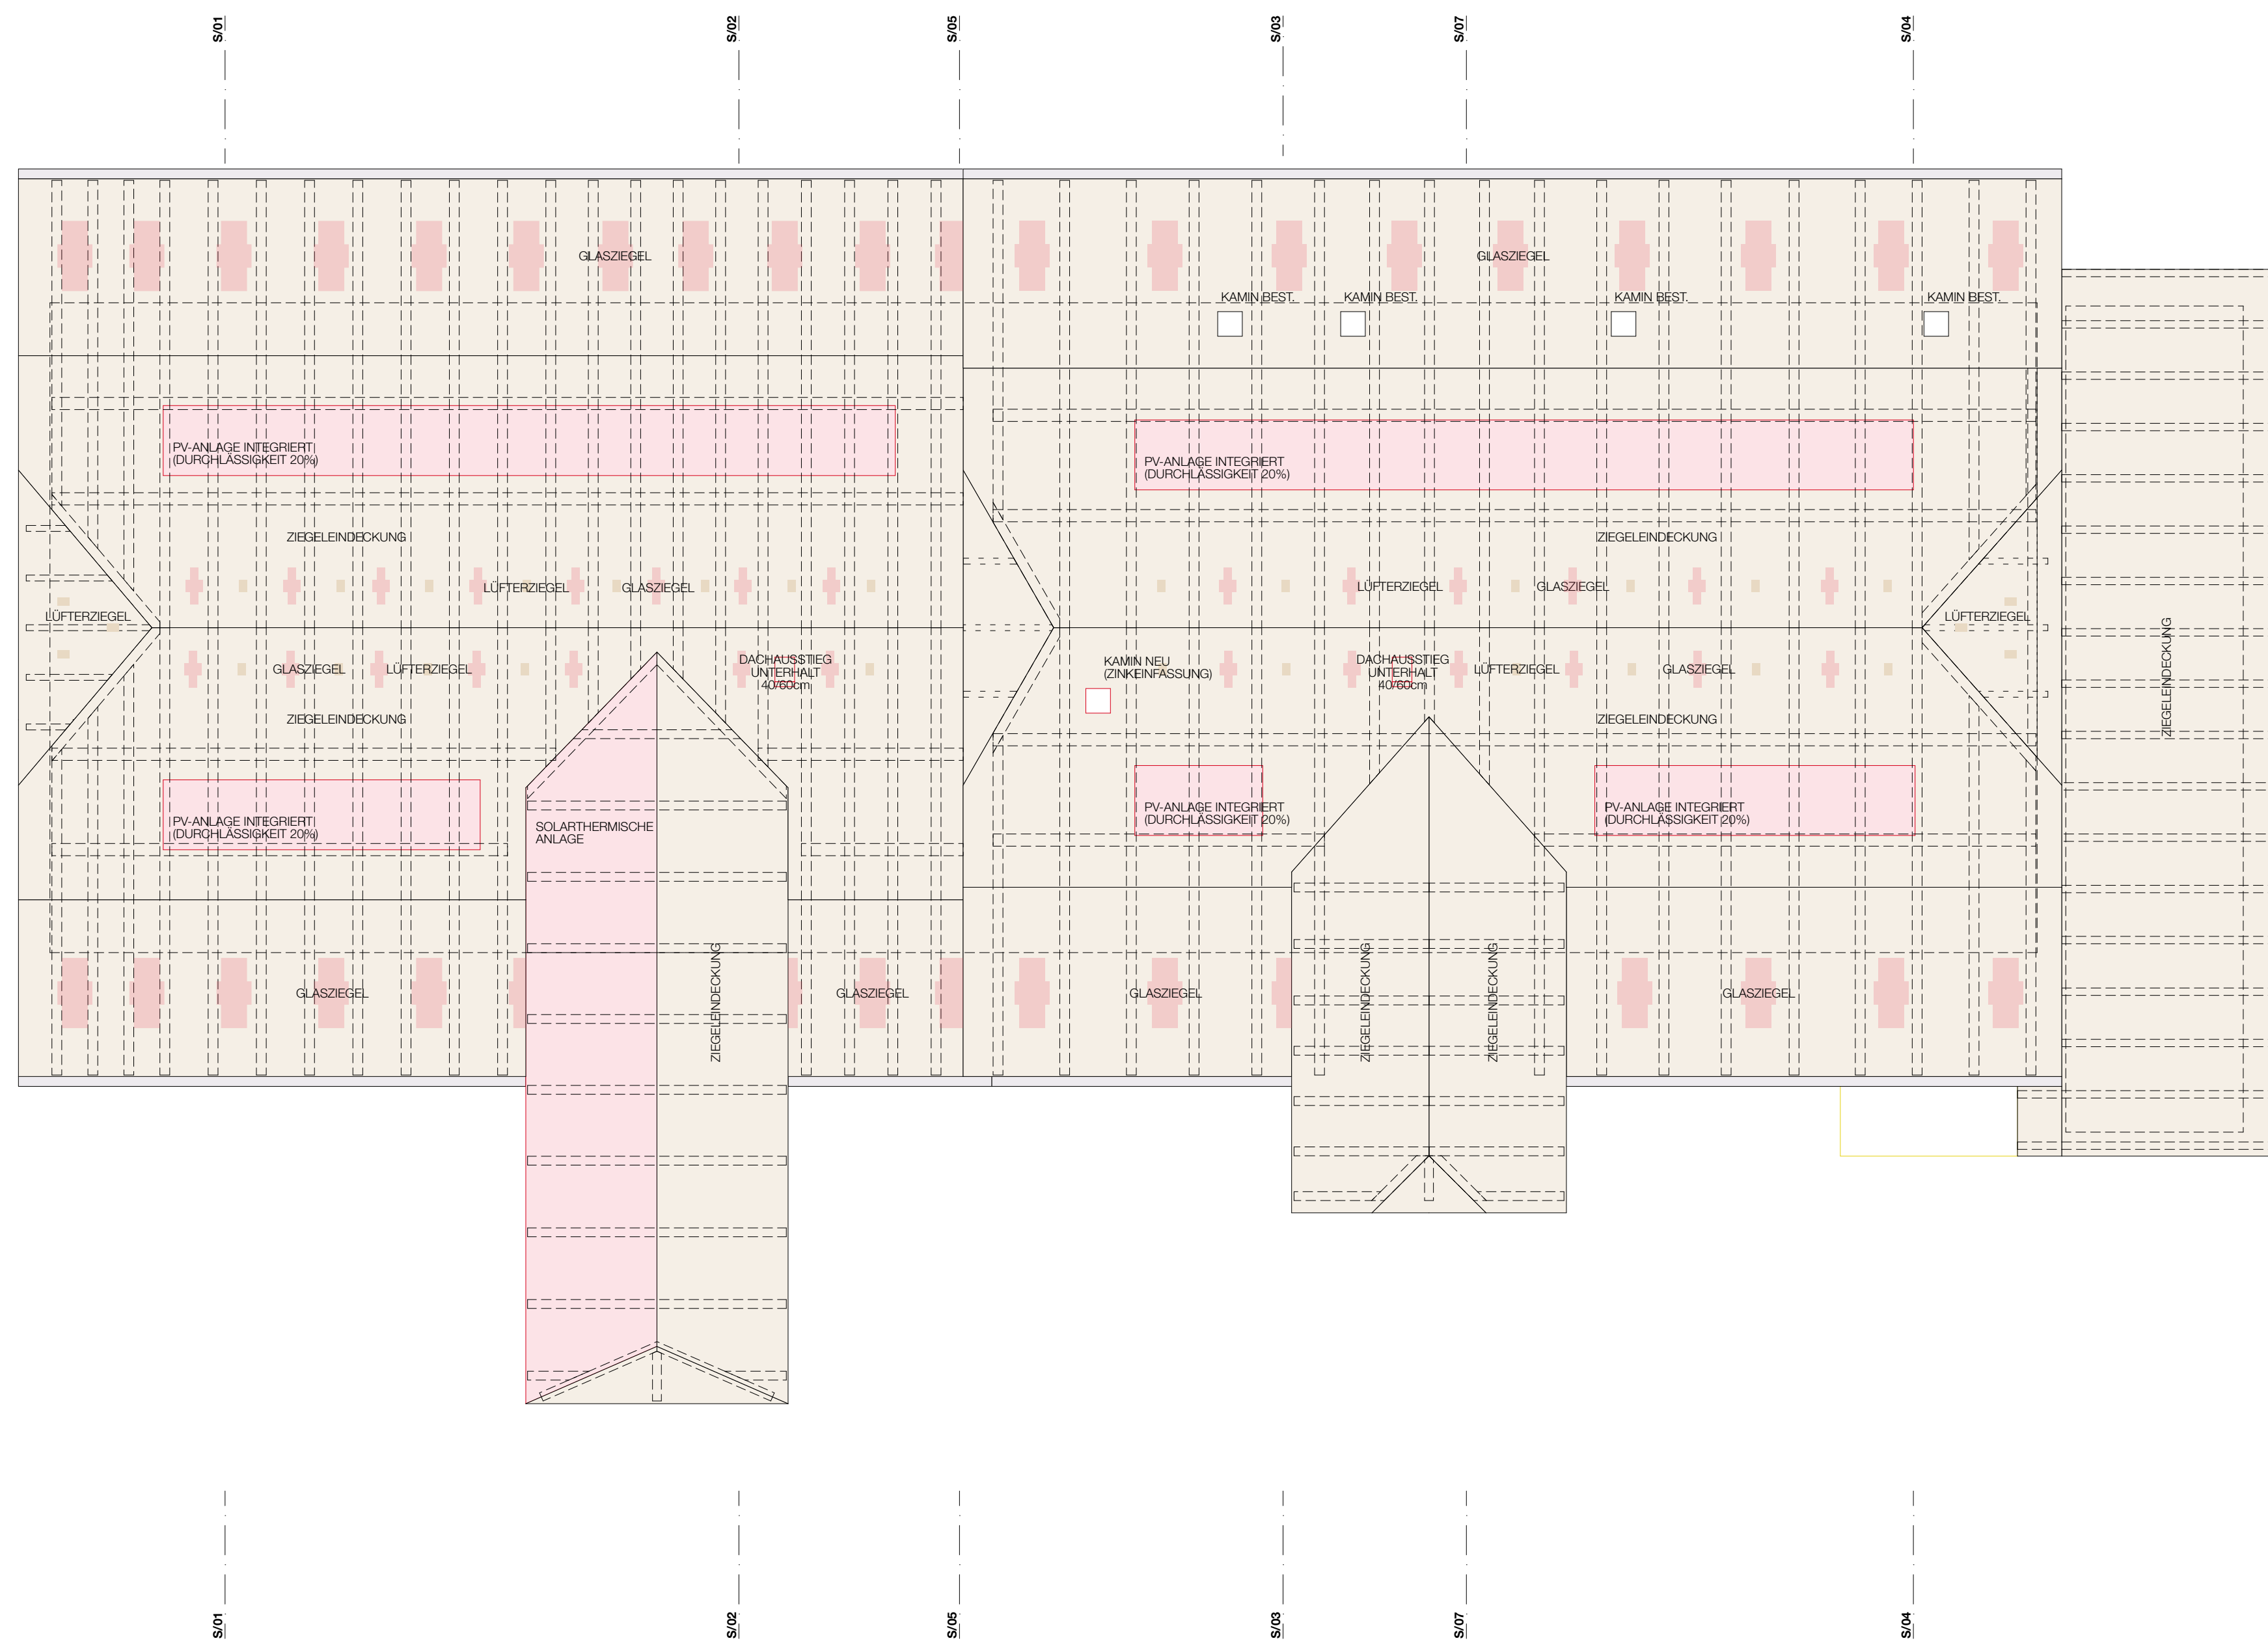 S/01
S/02
S/05
S/03
S/07
S/04
GLASZIEGEL
GLASZIEGEL
KAMIN BEST.
KAMIN BEST.
KAMIN BEST.
KAMIN BEST.
PV-ANLAGE INTEGRIERT
(DURCHLÄSSIGKEIT 20%)
PV-ANLAGE INTEGRIERT
(DURCHLÄSSIGKEIT 20%)
ZIEGELEINDECKUNG
ZIEGELEINDECKUNG
LÜFTERZIEGEL
GLASZIEGEL
LÜFTERZIEGEL
GLASZIEGEL
LÜFTERZIEGEL
LÜFTERZIEGEL
GLASZIEGEL
LÜFTERZIEGEL
DACHAUSSTIEG
UNTERHALT
40/60cm
KAMIN NEU
(ZINKEINFASSUNG)
DACHAUSSTIEG
UNTERHALT
40/60cm
LÜFTERZIEGEL
GLASZIEGEL
ZIEGELEINDECKUNG
ZIEGELEINDECKUNG
ZIEGELEINDECKUNG
PV-ANLAGE INTEGRIERT
(DURCHLÄSSIGKEIT 20%)
SOLARTHERMISCHE
ANLAGE
PV-ANLAGE INTEGRIERT
(DURCHLÄSSIGKEIT 20%)
PV-ANLAGE INTEGRIERT
(DURCHLÄSSIGKEIT 20%)
GLASZIEGEL
ZIEGELEINDECKUNG
GLASZIEGEL
GLASZIEGEL
ZIEGELEINDECKUNG
ZIEGELEINDECKUNG
GLASZIEGEL
S/01
S/02
S/05
S/03
S/07
S/04